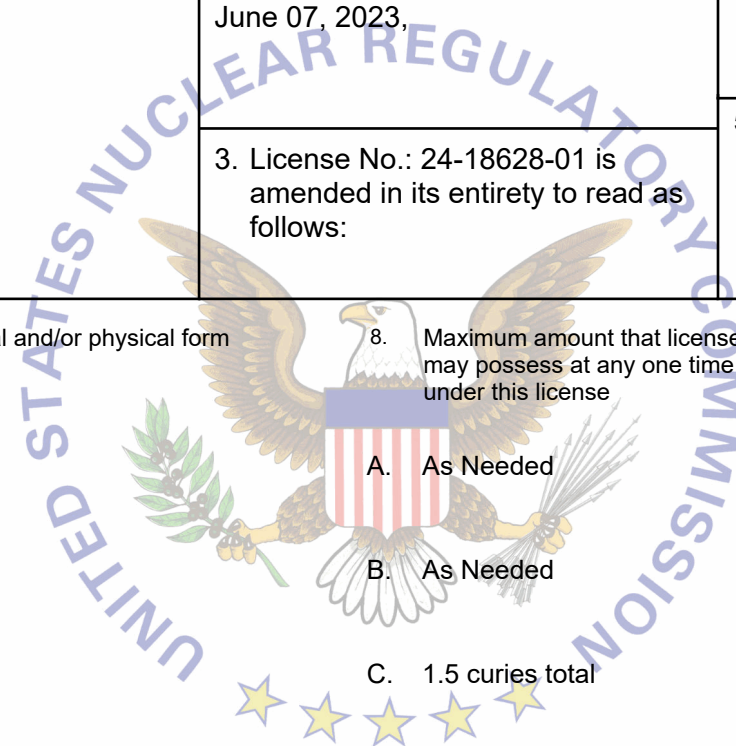 June 07, 2023,
3. License No.: 24-18628-01 is
amended in its entirety to read as
follows:
5
al and/or physical form
8. Maximum amount that license
may possess at any one time
under this license
A. As Needed
B. As Needed
C. 1.5 curies total
UNITED STATES NUCLEAR REGULATORY COMMISSION